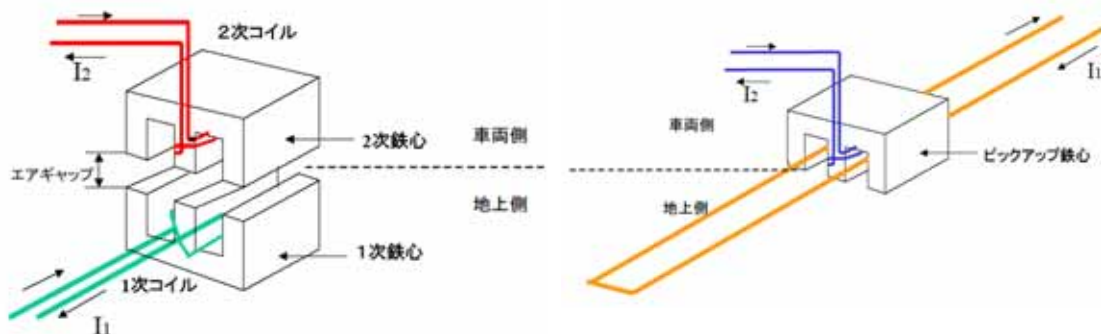 2次コイル
I2
2次鉄心
車両側
エアギャップ
地上側
1次鉄心
1次コイル
I1
I1
I2
車両側
ピックアップ鉄心
地上側